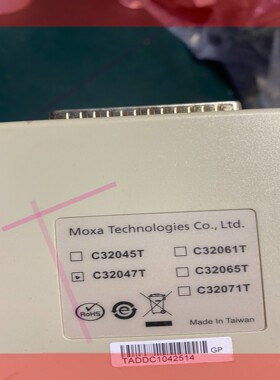 Moxa Technologies Co., Ltd.
C32045T
C32061T
C32047T
C32065T
C32071T
RoHS
Made In Taiwan
TADDC1042514
GP